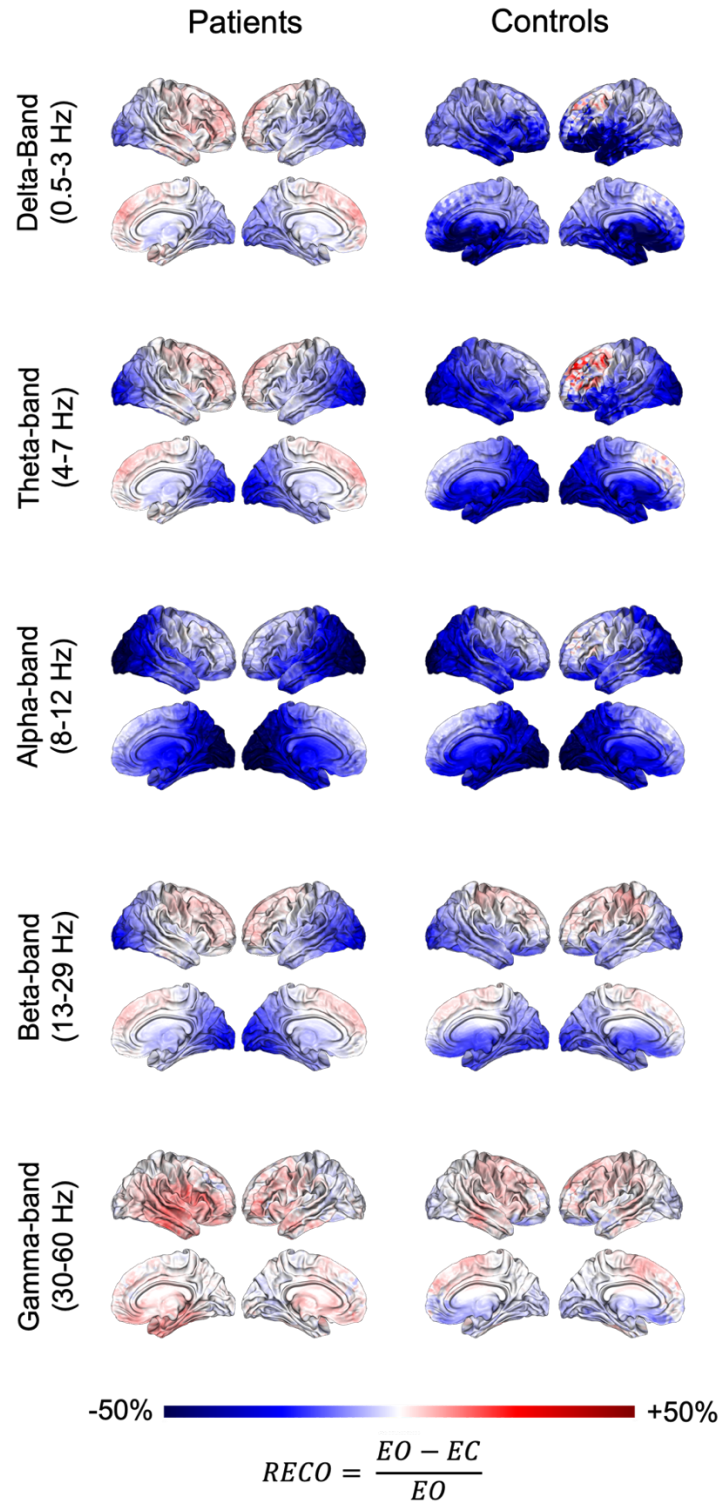 Patients Controls
Delta-Band
(0.5-3 Hz)
Theta-band
(4-7 Hz)
Alpha-band
(8-12 Hz)
Beta-band
(13-29 Hz)
Gamma-band
(30-60 Hz)
-50% +50%
RECO = \frac{EO - EC}{EO}